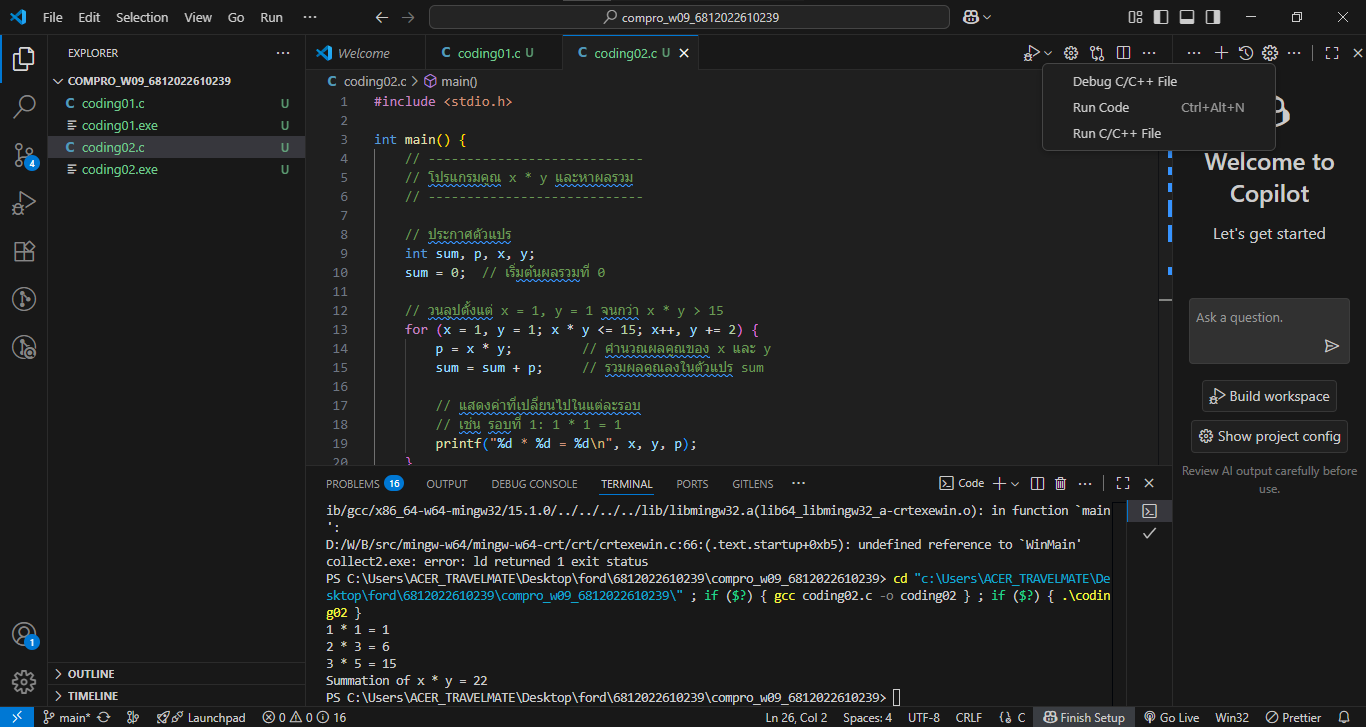 File Edit Selection View Go Run ··· compro_w09_6812022610239
EXPLORER ···
COMPRO_W09_6812022610239
C coding01.c U
coding01.exe U
C coding02.c U
coding02.exe U
OUTLINE
TIMELINE
4
1
Welcome C coding01.c U C coding02.c U
C coding02.c > main()
1 #include <stdio.h>
2
3 int main() {
4 // ----------------------------
5 // โปรแกรมคูณ x * y และหาผลรวม
6 // ----------------------------
7
8 // ประกาศตัวแปร
9 int sum, p, x, y;
10 sum = 0; // เริ่มต้นผลรวมที่ 0
11
12 // วนลูปตั้งแต่ x = 1, y = 1 จนกว่า x * y > 15
13 for (x = 1, y = 1; x * y <= 15; x++, y += 2) {
14 p = x * y; // คำนวณผลคูณของ x และ y
15 sum = sum + p; // รวมผลคูณลงในตัวแปร sum
16
17 // แสดงค่าที่เปลี่ยนไปในแต่ละรอบ
18 // เช่น รอบที่ 1: 1 * 1 = 1
19 printf("%d * %d = %d\n", x, y, p);
20 }
Debug C/C++ File
Run Code Ctrl+Alt+N
Run C/C++ File
Welcome to
Copilot
Let's get started
Ask a question.
Build workspace
Show project config
Review AI output carefully before
use.
PROBLEMS 16 OUTPUT DEBUG CONSOLE TERMINAL PORTS GITLENS ··· Code
ib/gcc/x86_64-w64-mingw32/15.1.0/../../../../lib/libmingw32.a(lib64_libmingw32_a-crtexewin.o): in function `main
':
D:/W/B/src/mingw-w64/mingw-w64-crt/crt/crtexewin.c:66:(.text.startup+0xb5): undefined reference to `WinMain'
collect2.exe: error: ld returned 1 exit status
PS C:\Users\ACER_TRAVELMATE\Desktop\ford\6812022610239\compro_w09_6812022610239> cd "c:\Users\ACER_TRAVELMATE\De
sktop\ford\6812022610239\compro_w09_6812022610239\" ; if ($?) { gcc coding02.c -o coding02 } ; if ($?) { .\codin
g02 }
1 * 1 = 1
2 * 3 = 6
3 * 5 = 15
Summation of x * y = 22
PS C:\Users\ACER_TRAVELMATE\Desktop\ford\6812022610239\compro_w09_6812022610239>
main* Launchpad 0 0 16 Ln 26, Col 2 Spaces: 4 UTF-8 CRLF {} C Finish Setup Go Live Win32 Prettier